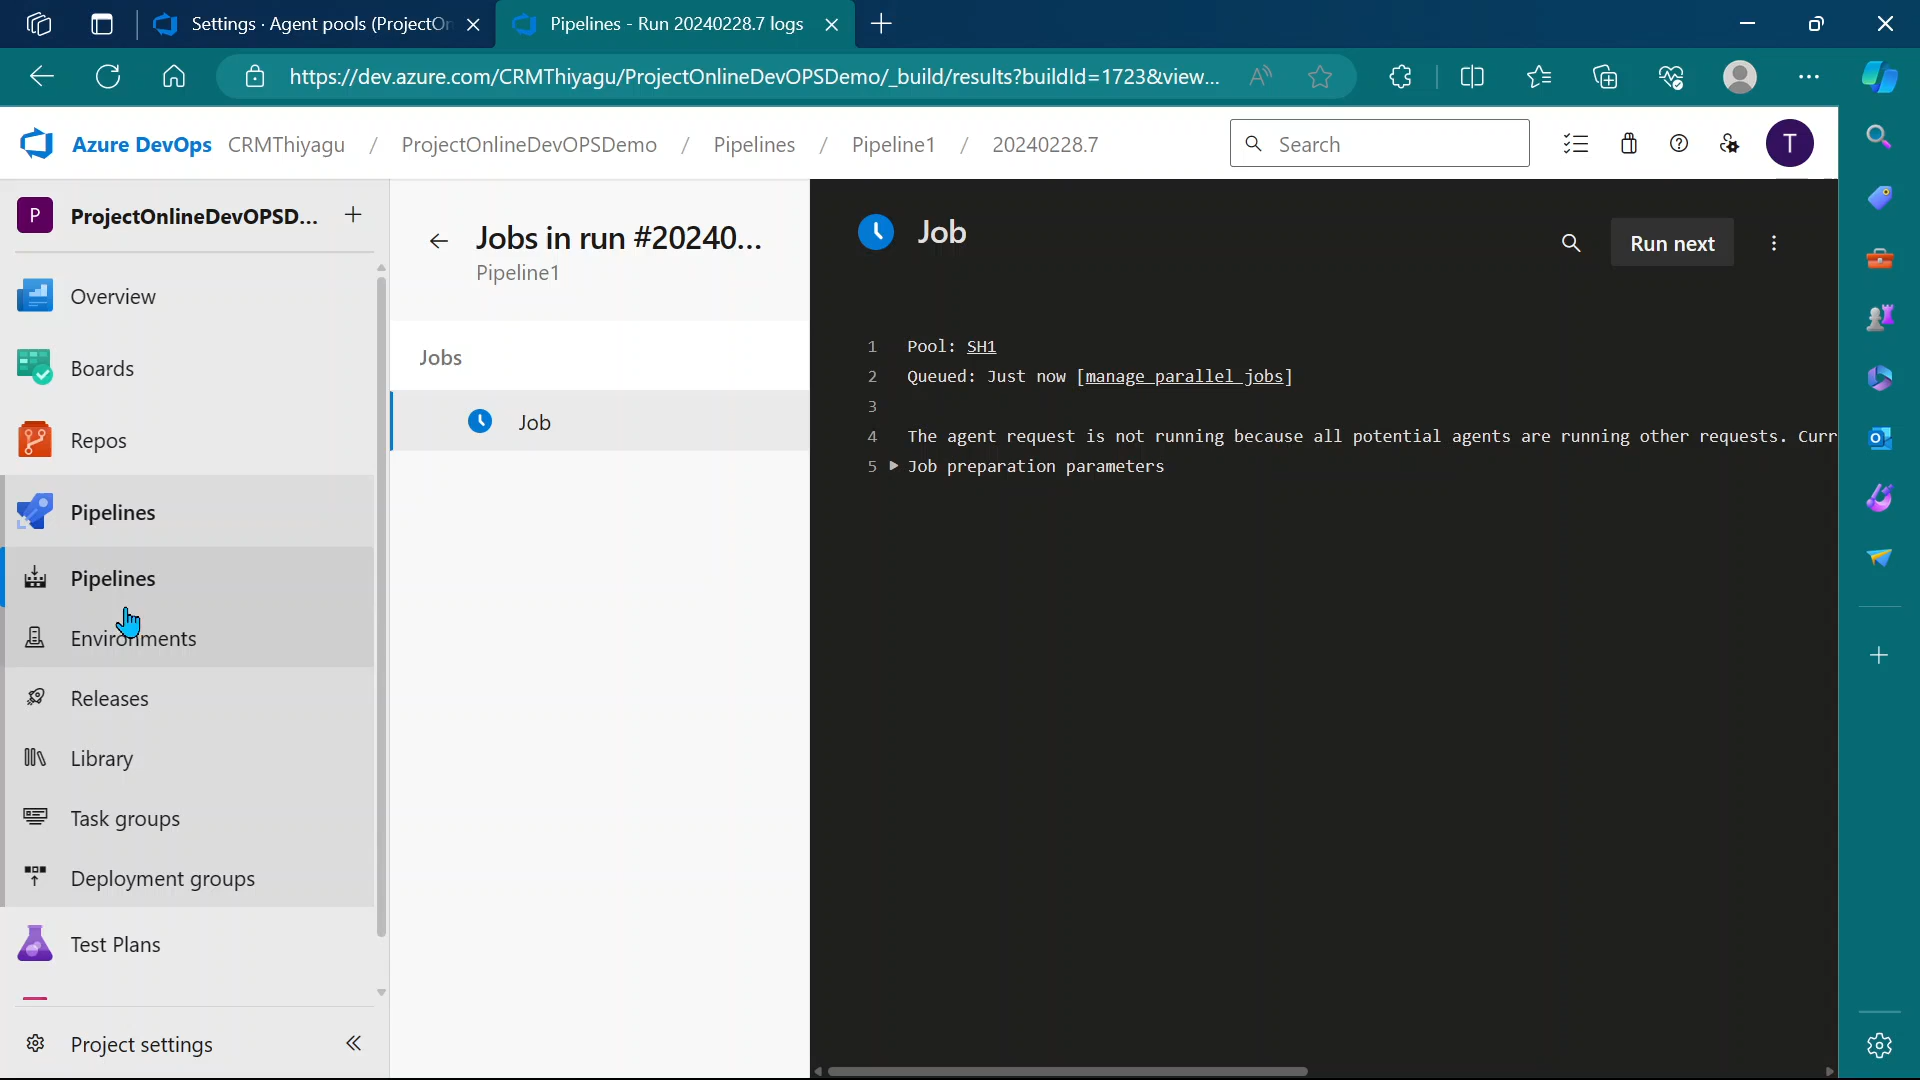 Settings · Agent pools (ProjectOn
Pipelines - Run 20240228.7 logs
https://dev.azure.com/CRMThiyagu/ProjectOnlineDevOPSDemo/_build/results?buildId=1723&view...
Azure DevOps CRMThiyagu / ProjectOnlineDevOPSDemo / Pipelines / Pipeline1 / 20240228.7
Search
T
P ProjectOnlineDevOPSD...
Overview
Boards
Repos
Pipelines
Pipelines
Environments
Releases
Library
Task groups
Deployment groups
Test Plans
Project settings
Jobs in run #20240...
Pipeline1
Jobs
Job
Job
Run next
1 Pool: SH1
2 Queued: Just now [manage parallel jobs]
3
4 The agent request is not running because all potential agents are running other requests. Curr
5 Job preparation parameters